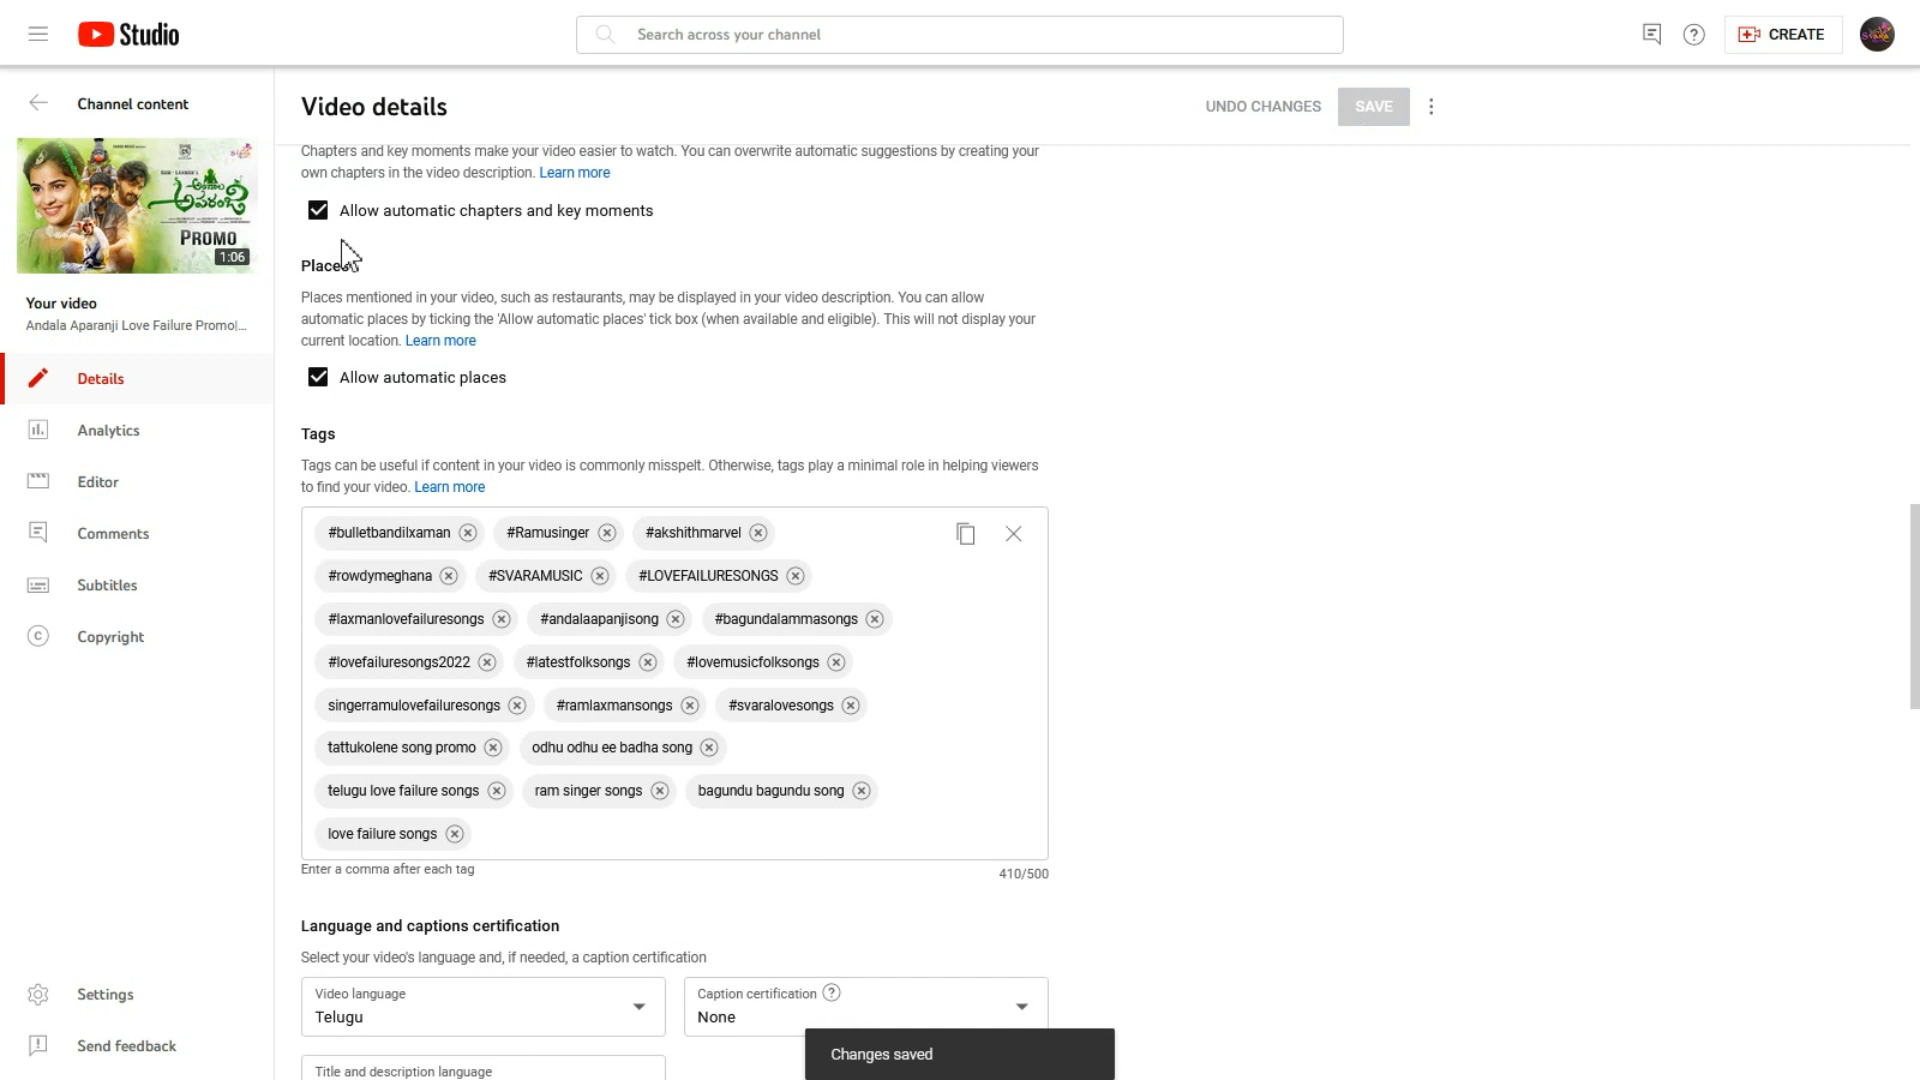 Studio
Search across your channel
CREATE
Channel content
అందాల
అపరంజి
PROMO
1:06
Your video
Andala Aparanji Love Failure Promo|...
Details
Analytics
Editor
Comments
Subtitles
Copyright
Settings
Send feedback
Video details
UNDO CHANGES
SAVE
Chapters and key moments make your video easier to watch. You can overwrite automatic suggestions by creating your
own chapters in the video description. Learn more
Allow automatic chapters and key moments
Places
Places mentioned in your video, such as restaurants, may be displayed in your video description. You can allow
automatic places by ticking the 'Allow automatic places' tick box (when available and eligible). This will not display your
current location. Learn more
Allow automatic places
Tags
Tags can be useful if content in your video is commonly misspelt. Otherwise, tags play a minimal role in helping viewers
to find your video. Learn more
#bulletbandilxaman #Ramusinger #akshithmarvel
#rowdymeghana #SVARAMUSIC #LOVEFAILURESONGS
#laxmanlovefailuresongs #andalaapanjisong #bagundalammasongs
#lovefailuresongs2022 #latestfolksongs #lovemusicfolksongs
singerramulovefailuresongs #ramlaxmansongs #svaralovesongs
tattukolene song promo odhu odhu ee badha song
telugu love failure songs ram singer songs bagundu bagundu song
love failure songs
Enter a comma after each tag
410/500
Language and captions certification
Select your video's language and, if needed, a caption certification
Video language
Telugu
Caption certification
None
Changes saved
Title and description language